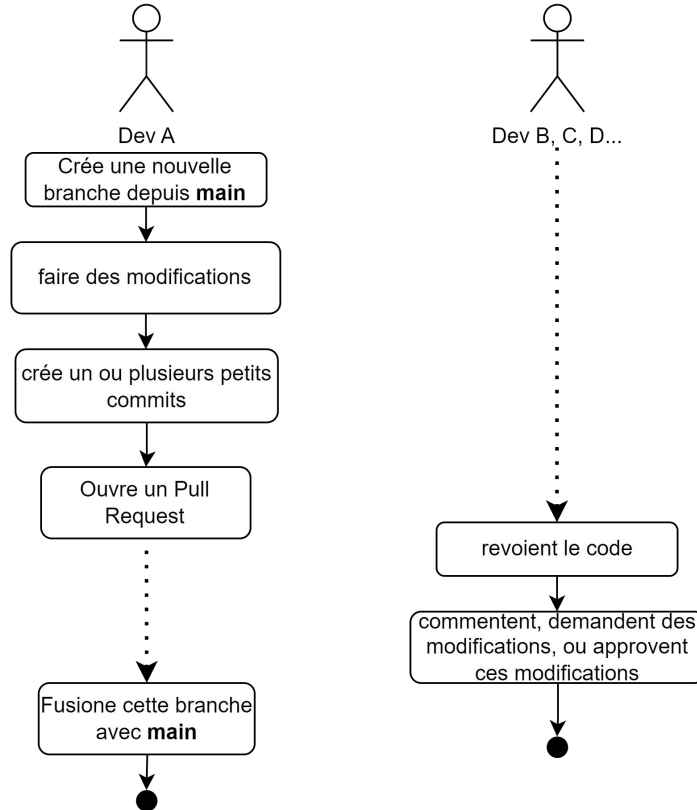 Dev A
Crée une nouvelle
branche depuis main
faire des modifications
crée un ou plusieurs petits
commits
Ouvre un Pull
Request
Fusione cette branche
avec main
Dev B, C, D...
revoient le code
commentent, demandent des
modifications, ou approvent
ces modifications